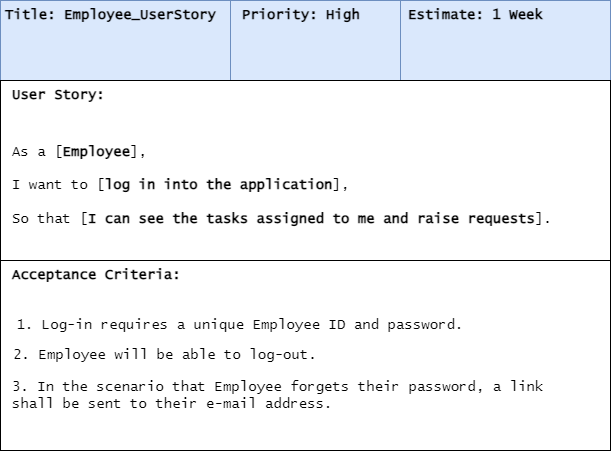 Title: Employee_UserStory Priority: High Estimate: 1 Week
User Story:
As a [Employee],
I want to [log in into the application],
So that [I can see the tasks assigned to me and raise requests].
Acceptance Criteria:
1. Log-in requires a unique Employee ID and password.
2. Employee will be able to log-out.
3. In the scenario that Employee forgets their password, a link
shall be sent to their e-mail address.